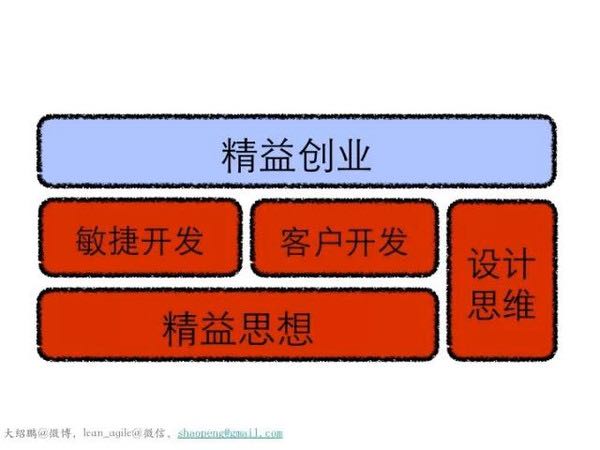 精益创业
敏捷开发
客户开发
设计
思维
精益思想
大绍鹏@微博，lean_agile@微信，shaopeng@gmail.com